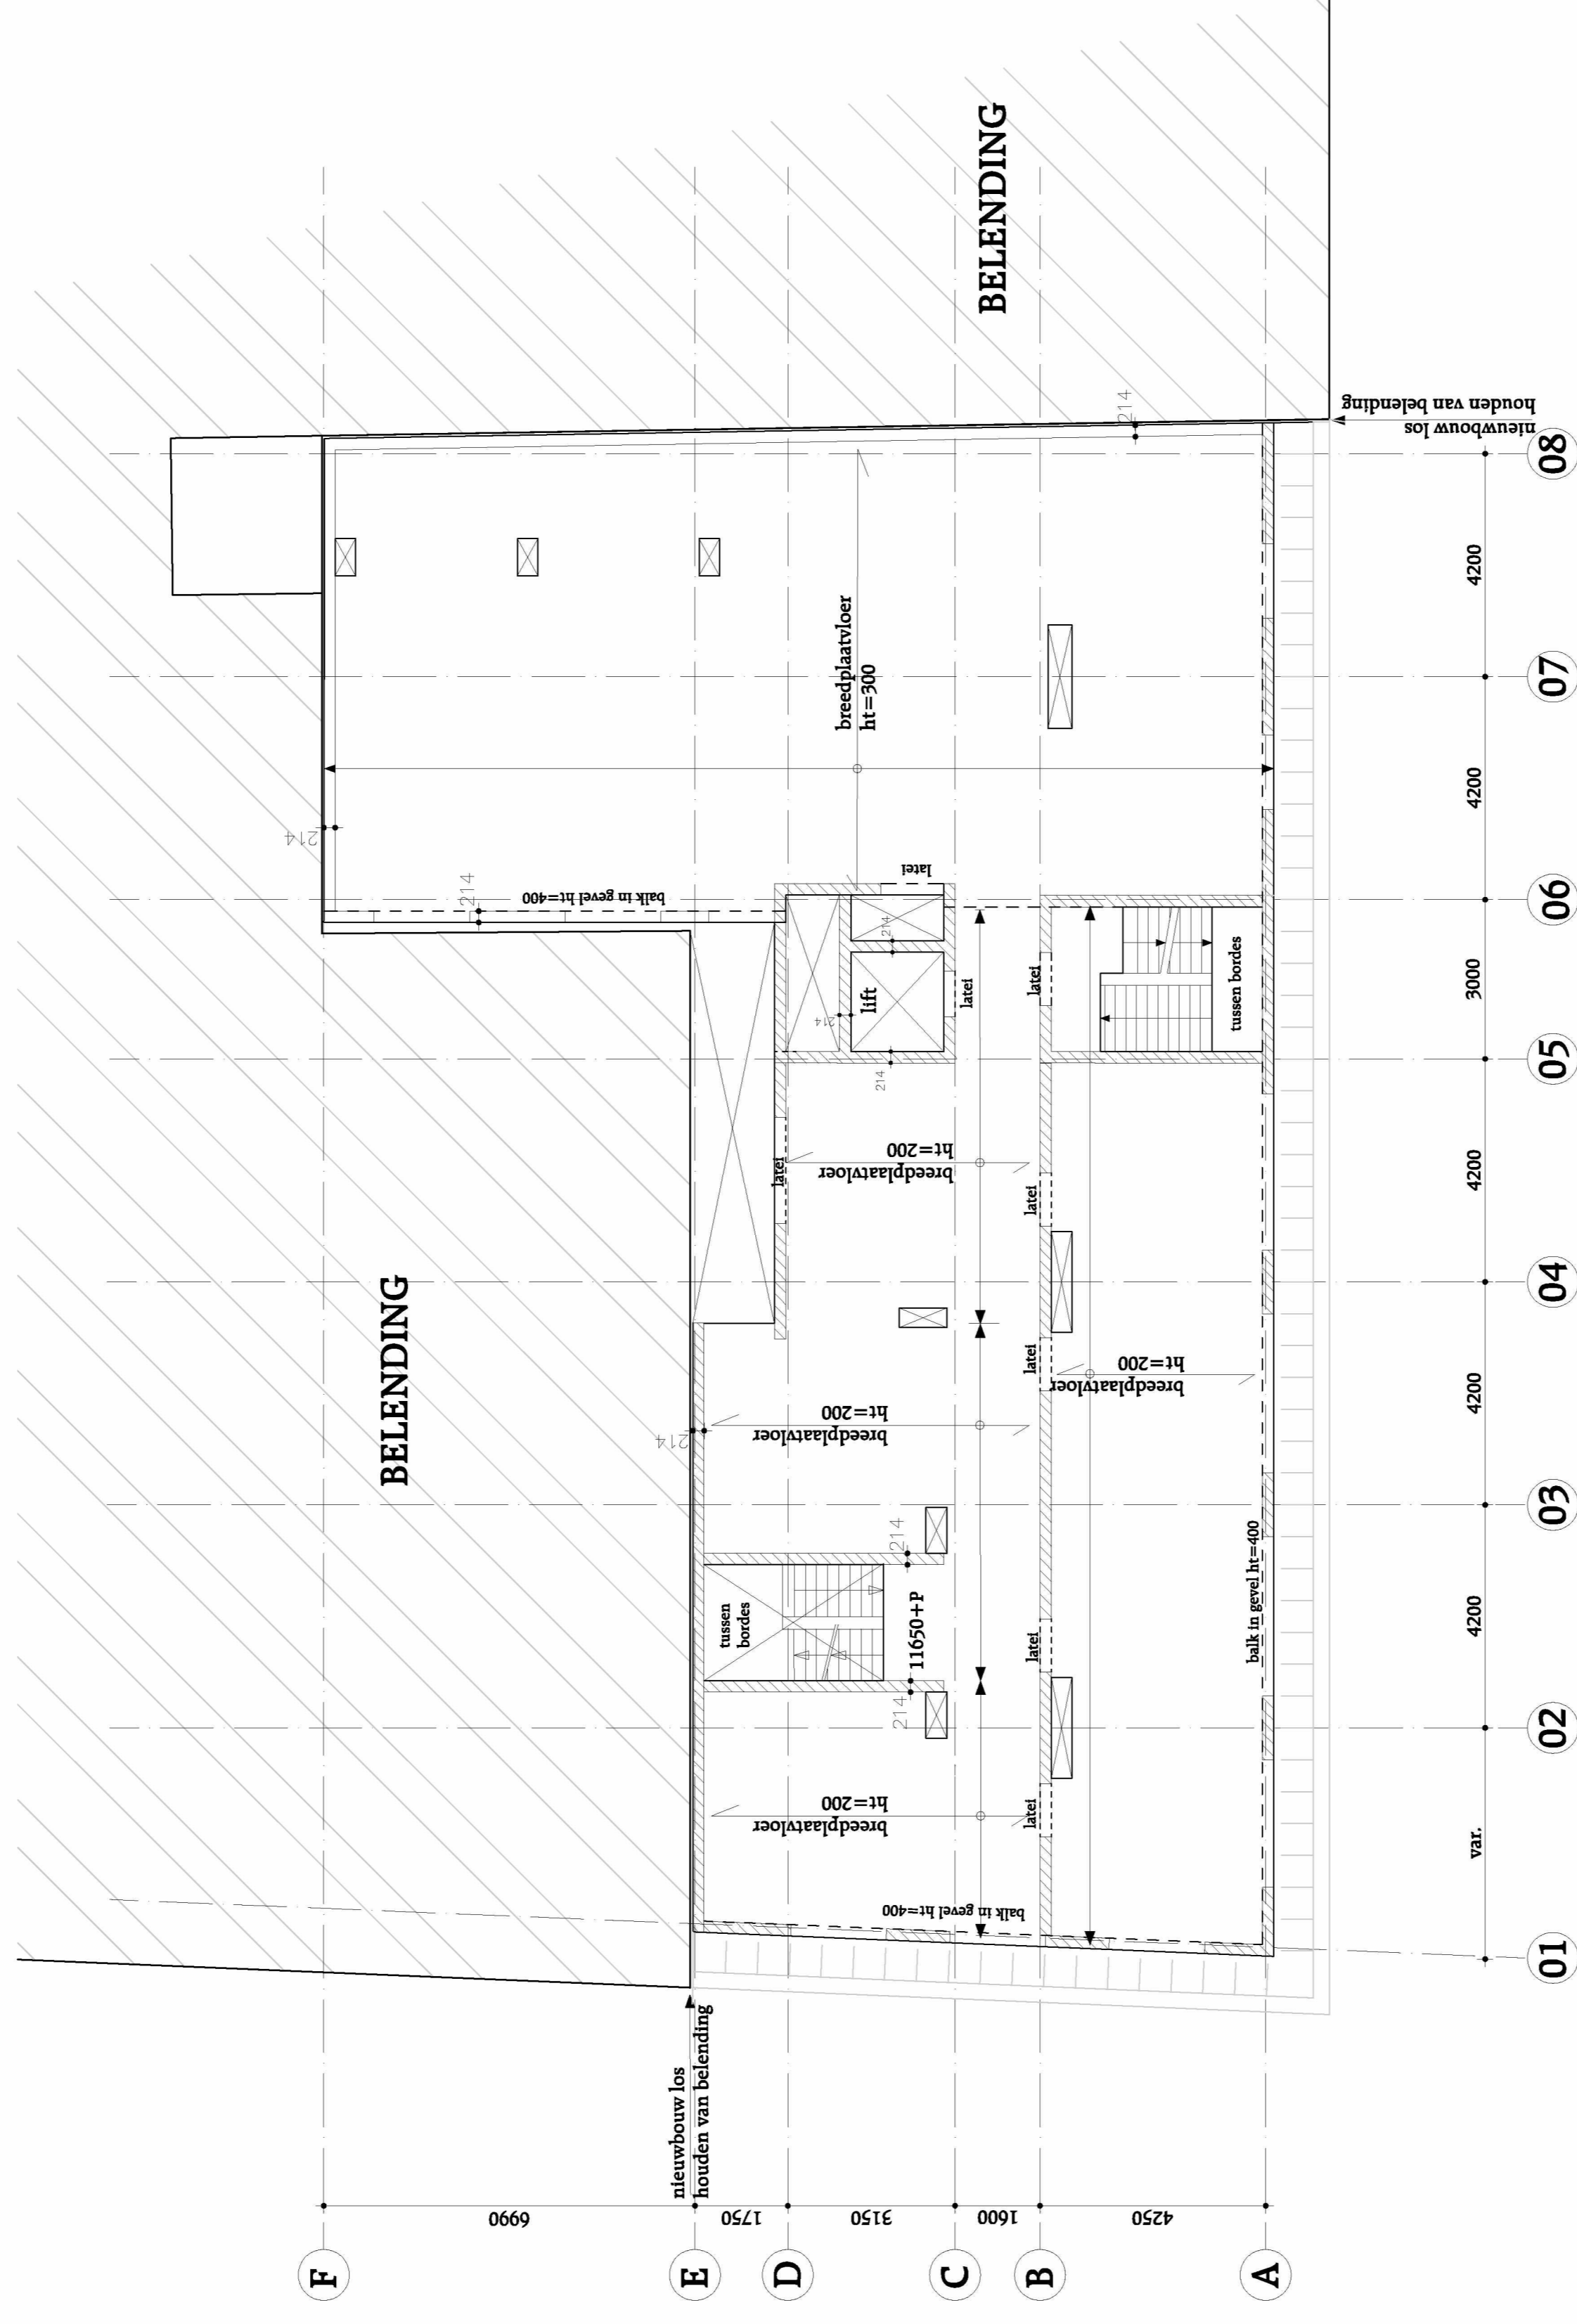 BELENDING
BELENDING
BELENDING
nieuwbouw los
houden van belending
nieuwbouw los
houden van belending
214
214
balk in gevel ht=400
breedplaatvloer
ht=300
214
latei
214
lift
214
214
latei
latei
tussen bordes
latei
breedplaatvloer
ht=200
latei
latei
breedplaatvloer
ht=200
breedplaatvloer
ht=200
214
214
tussen
bordes
11650+P
214
latei
balk in gevel ht=400
latei
breedplaatvloer
ht=200
balk in gevel ht=400
F
E
D
C
B
A
6990
1750
3150
1600
4250
01
02
03
04
05
06
07
08
var.
4200
4200
4200
3000
4200
4200